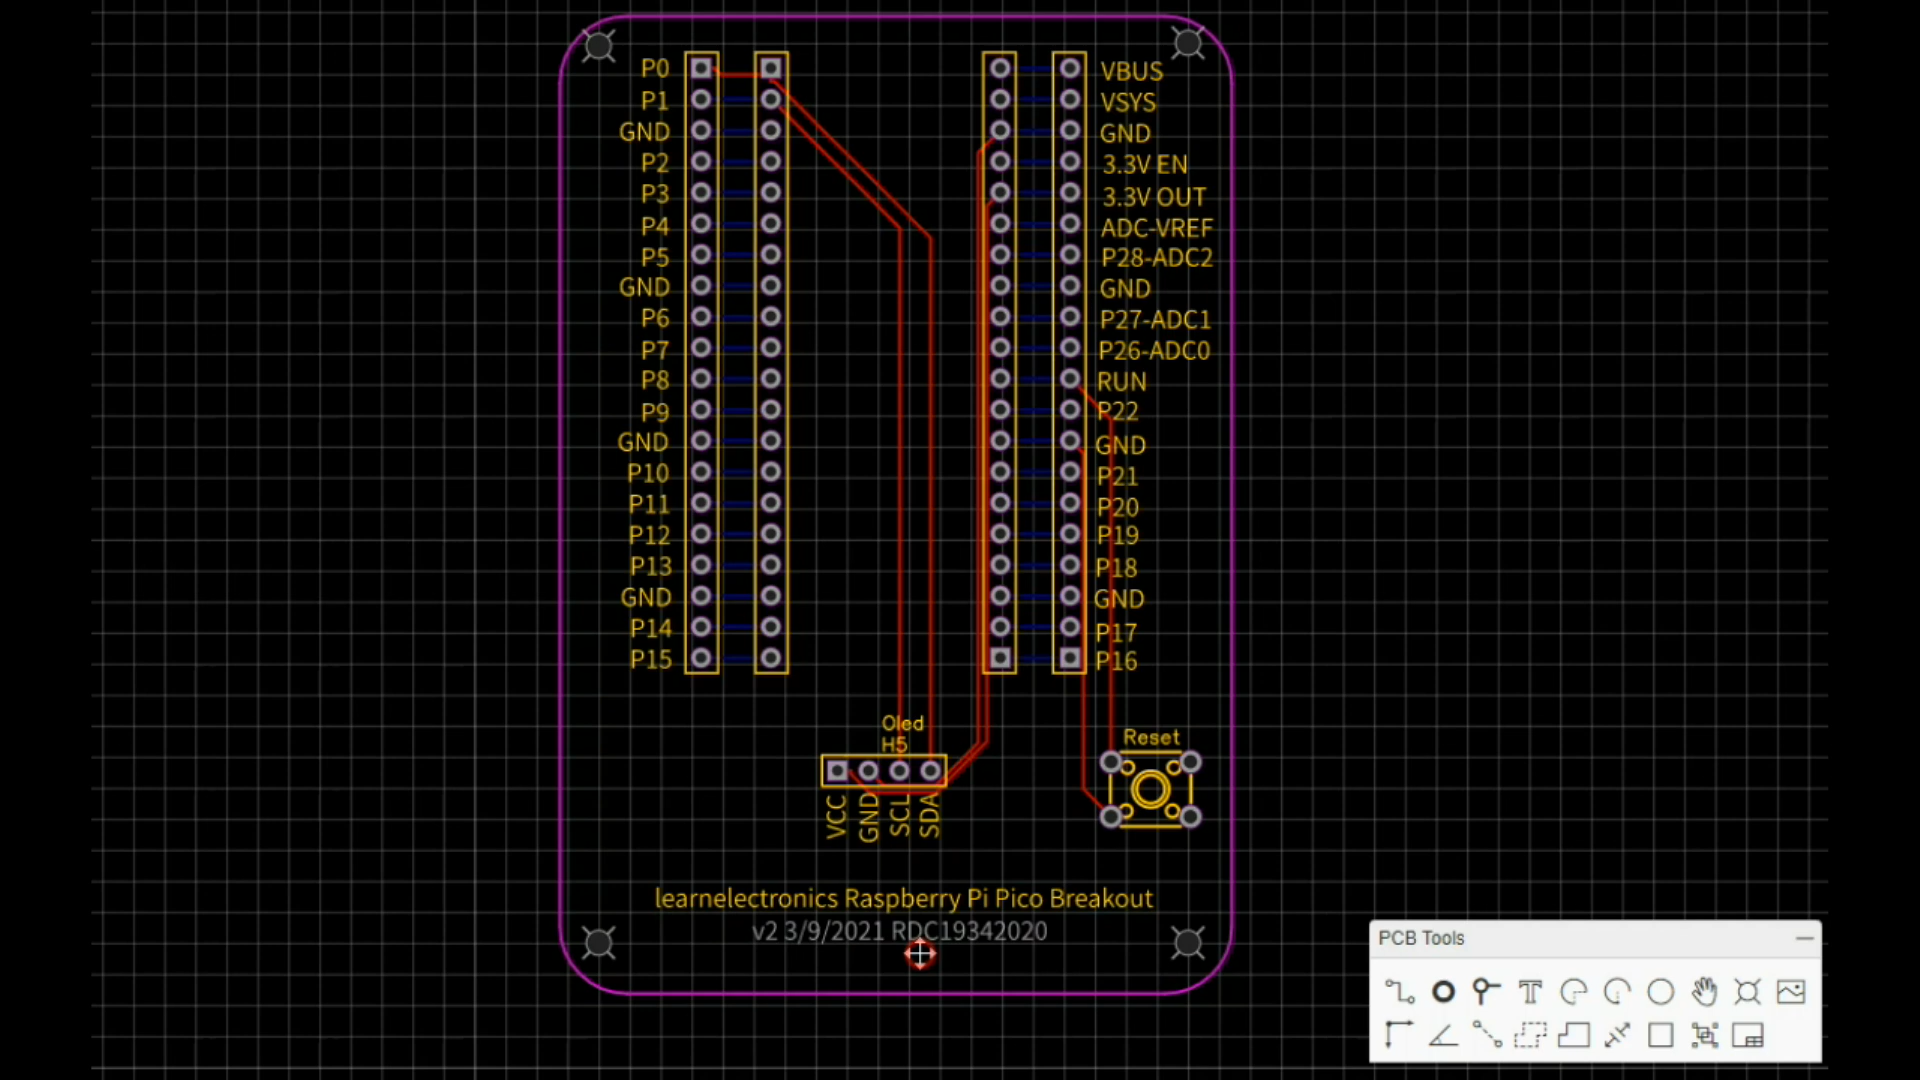 P0
P1
GND
P2
P3
P4
P5
GND
P6
P7
P8
P9
GND
P10
P11
P12
P13
GND
P14
P15
VBUS
VSYS
GND
3.3V EN
3.3V OUT
ADC-VREF
P28-ADC2
GND
P27-ADC1
P26-ADC0
RUN
P22
GND
P21
P20
P19
P18
GND
P17
P16
Oled
H5
VCC
GND
SCL
SDA
Reset
learnelectronics Raspberry Pi Pico Breakout
v2 3/9/2021 RDC19342020
PCB Tools